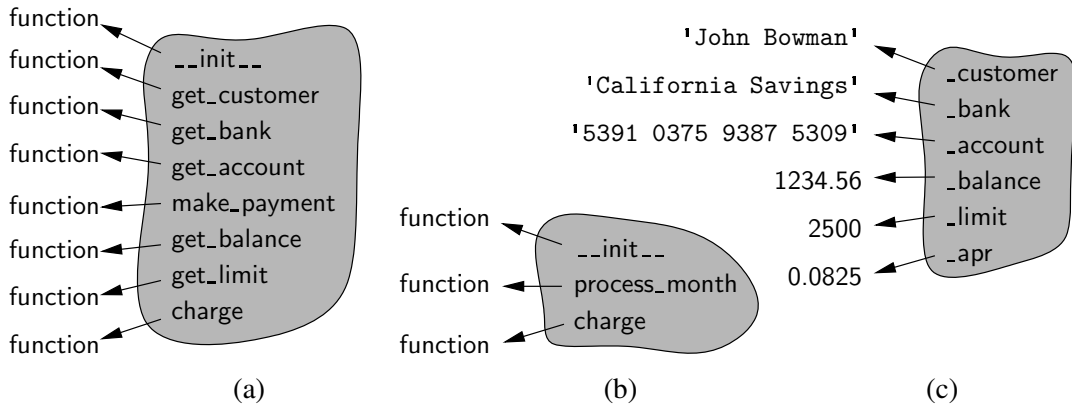 function
function
function
function
function
function
function
function
__init__
get_customer
get_bank
get_account
make_payment
get_balance
get_limit
charge
(a)
function
function
function
__init__
process_month
charge
(b)
'John Bowman'
'California Savings'
'5391 0375 9387 5309'
1234.56
2500
0.0825
_customer
_bank
_account
_balance
_limit
_apr
(c)